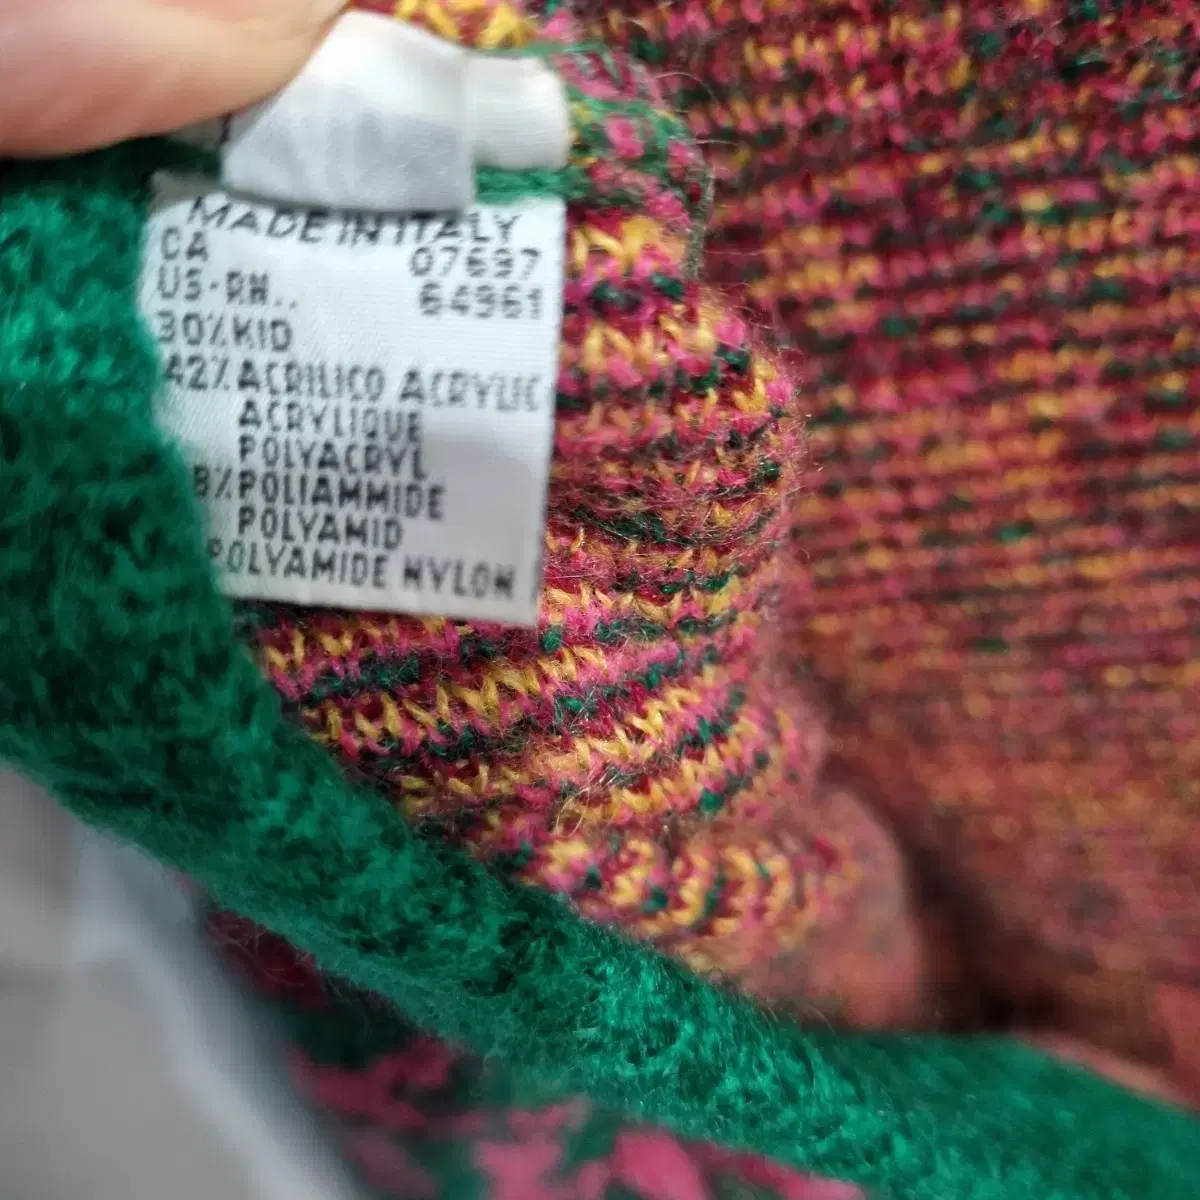 MADE IN ITALY
CA 07697
US-RN.. 64961
30% KID
42% ACRILICO ACRYLIC
ACRYLIQUE
POLYACRYL
8% POLIAMMIDE
POLYAMID
POLYAMIDE NYLON